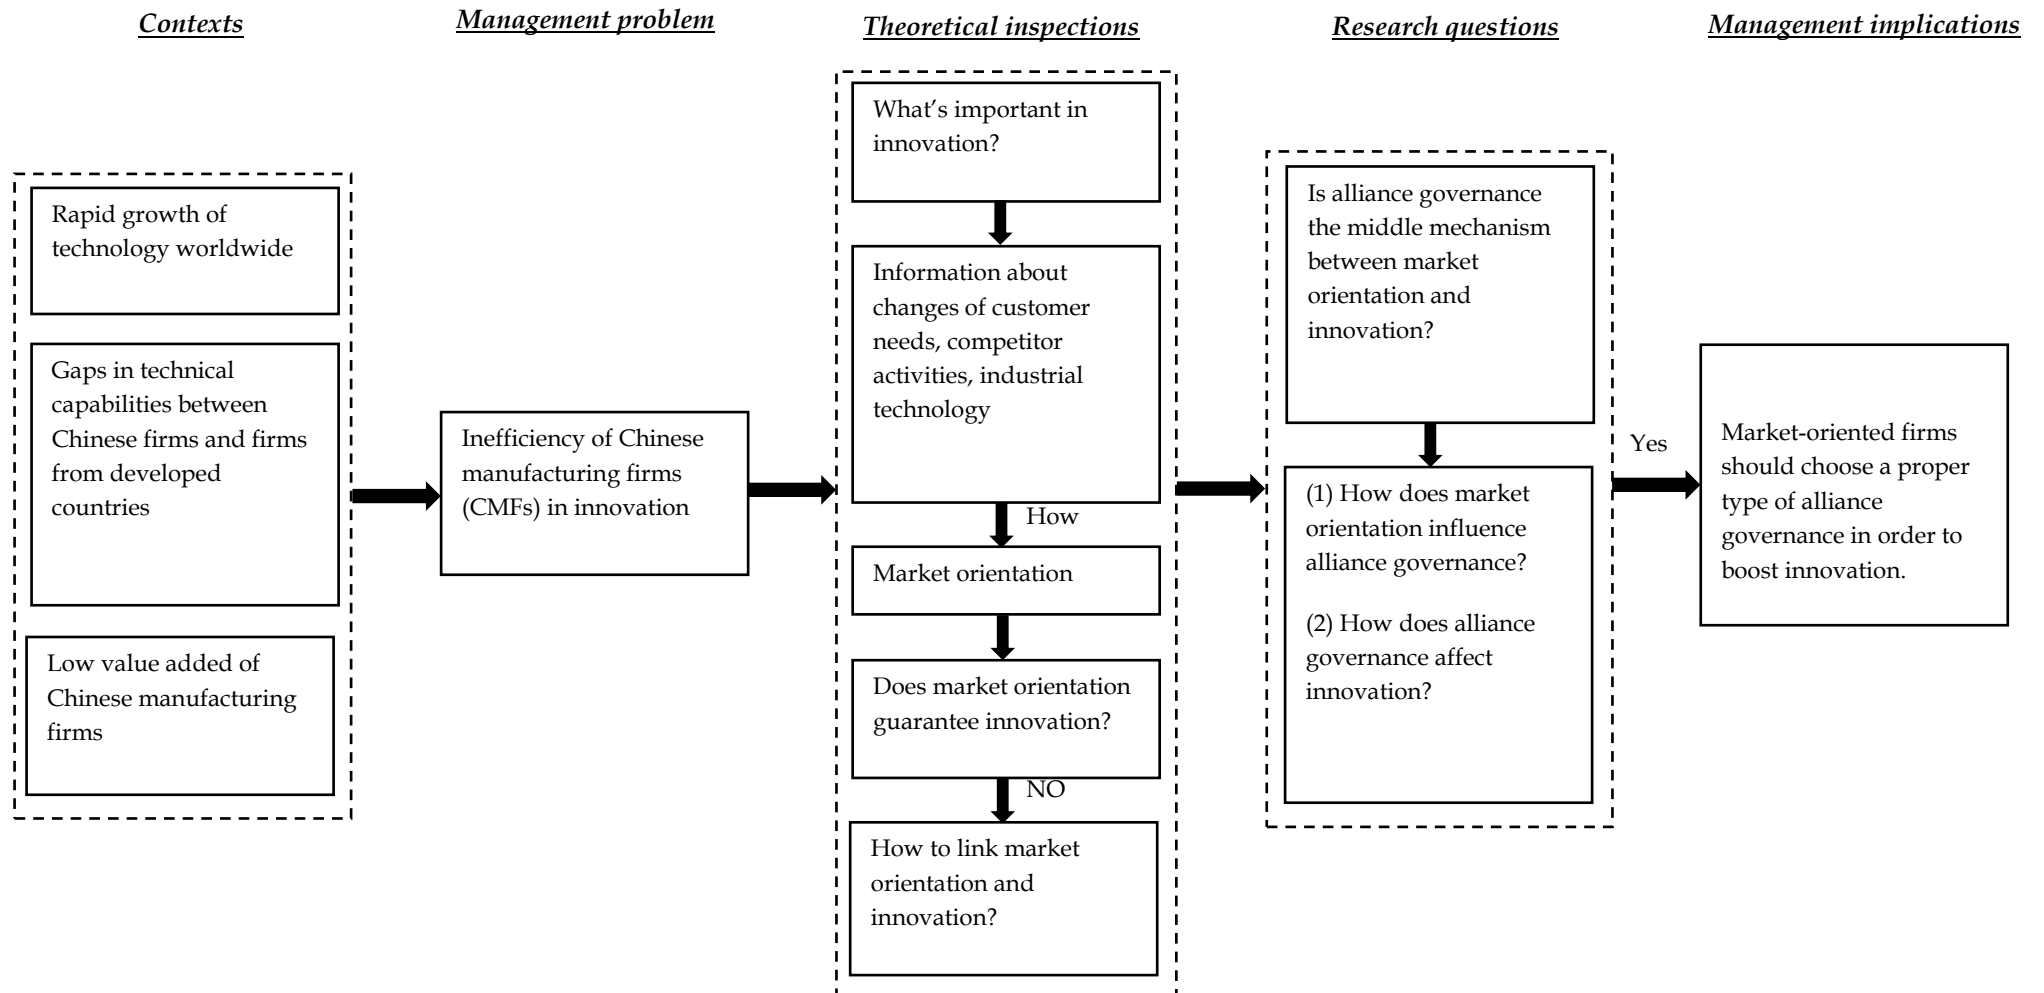 Contexts
Management problem
Theoretical inspections
Research questions
Management implications
Rapid growth of
technology worldwide
Gaps in technical
capabilities between
Chinese firms and firms
from developed
countries
Low value added of
Chinese manufacturing
firms
Inefficiency of Chinese
manufacturing firms
(CMFs) in innovation
What's important in
innovation?
Information about
changes of customer
needs, competitor
activities, industrial
technology
How
Market orientation
Does market orientation
guarantee innovation?
NO
How to link market
orientation and
innovation?
Is alliance governance
the middle mechanism
between market
orientation and
innovation?
(1) How does market
orientation influence
alliance governance?
(2) How does alliance
governance affect
innovation?
Yes
Market-oriented firms
should choose a proper
type of alliance
governance in order to
boost innovation.